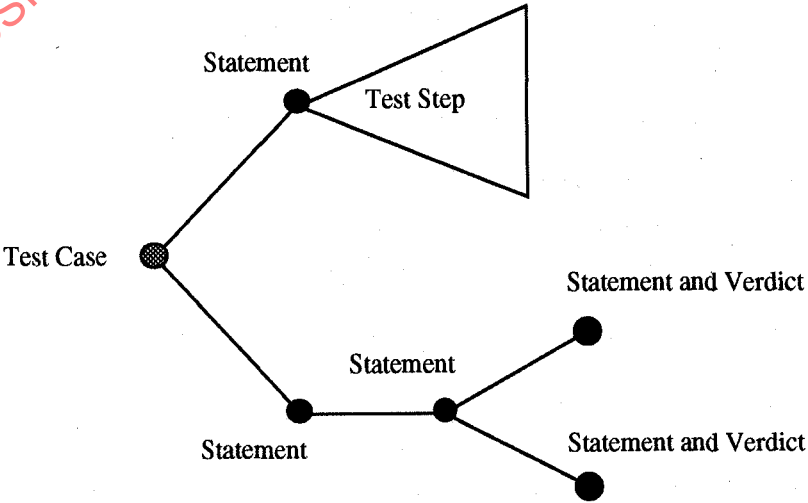 Statement
Test Step
Test Case
Statement and Verdict
Statement
Statement
Statement and Verdict